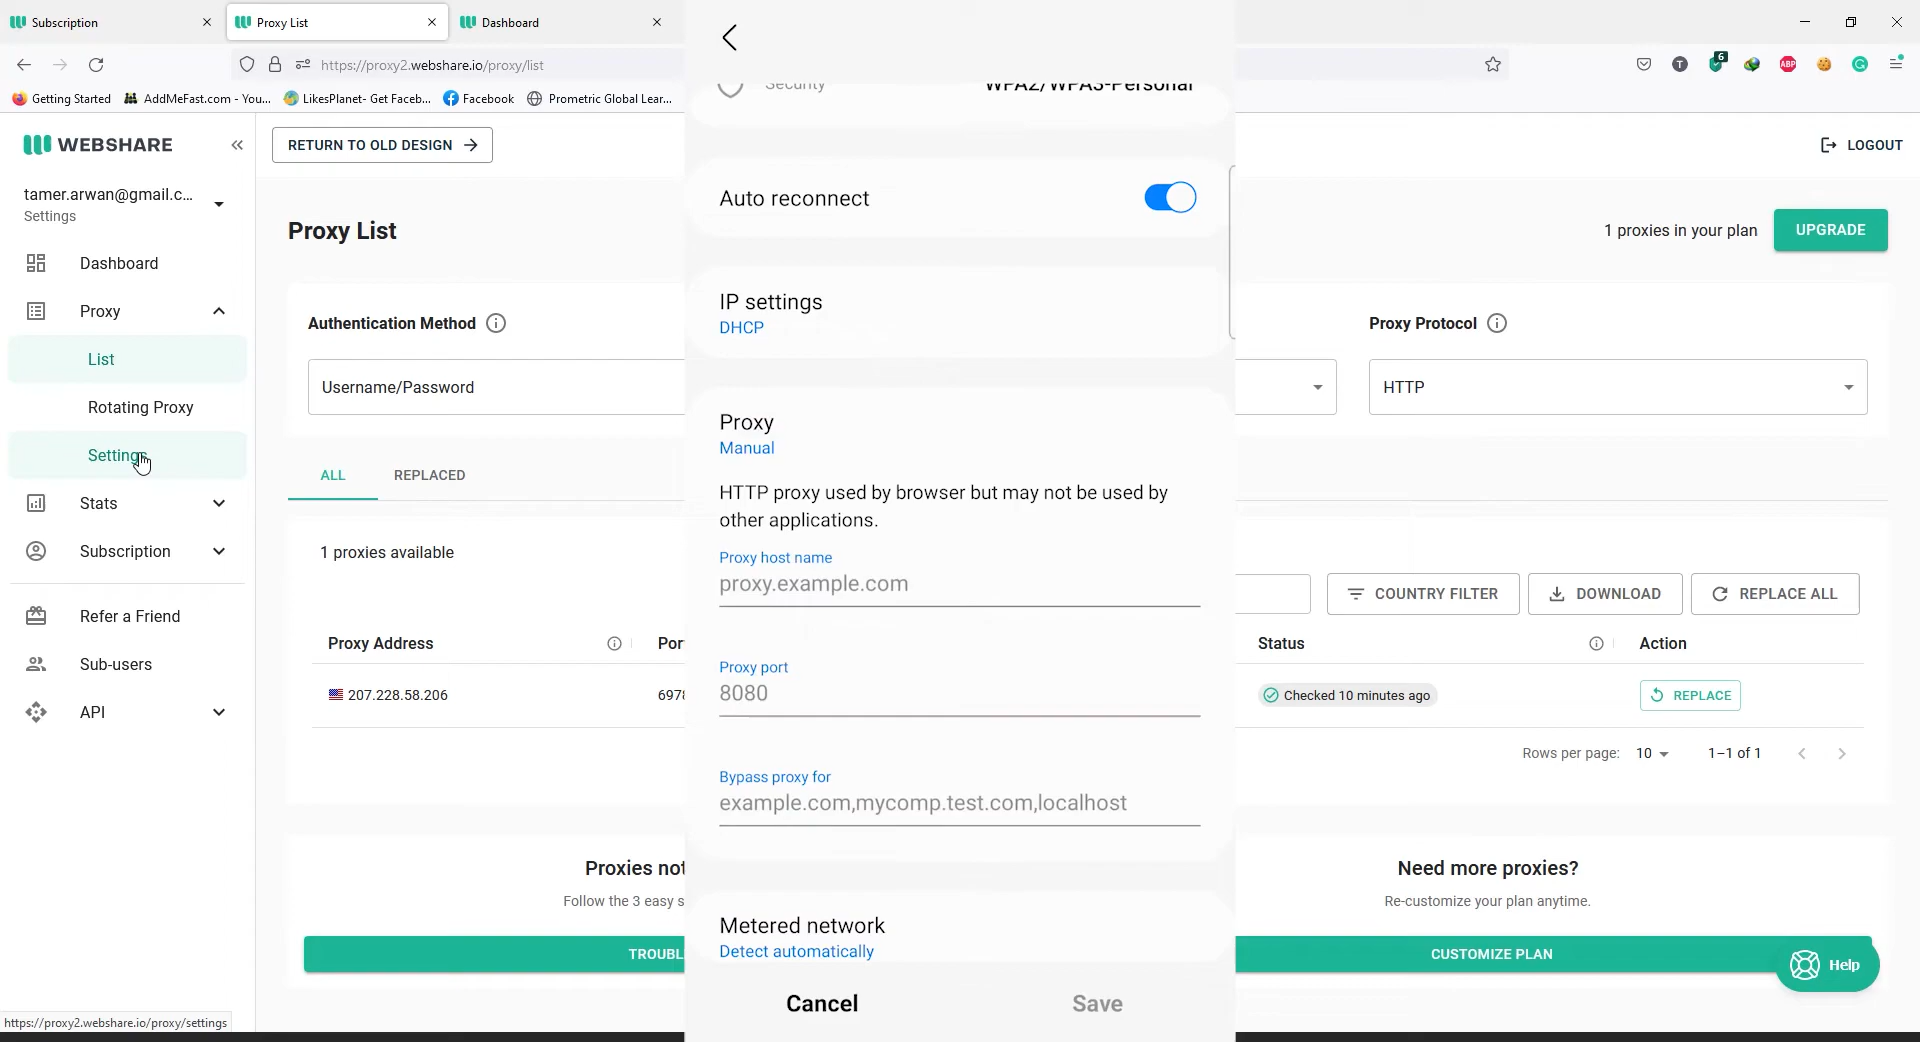 Subscription
Proxy List
Dashboard
https://proxy2.webshare.io/proxy/list
6
T
ABP
G
Getting Started
AddMeFast.com - You...
LikesPlanet- Get Faceb...
Facebook
Prometric Global Lear...
WEBSHARE
RETURN TO OLD DESIGN
LOGOUT
tamer.arwan@gmail.c...
Settings
Dashboard
Proxy
List
Rotating Proxy
Settings
Stats
Subscription
Refer a Friend
Sub-users
API
https://proxy2.webshare.io/proxy/settings
Proxy List
1 proxies in your plan
UPGRADE
Authentication Method
Username/Password
Proxy Protocol
HTTP
ALL
REPLACED
1 proxies available
COUNTRY FILTER
DOWNLOAD
REPLACE ALL
Proxy Address
Status
Action
207.228.58.206
6978
Checked 10 minutes ago
REPLACE
Rows per page: 10
1–1 of 1
Proxies not
Follow the 3 easy s
TROUBL
Need more proxies?
Re-customize your plan anytime.
CUSTOMIZE PLAN
Help
Security
WPA2/WPA3-Personal
Auto reconnect
IP settings
DHCP
Proxy
Manual
HTTP proxy used by browser but may not be used by
other applications.
Proxy host name
proxy.example.com
Proxy port
8080
Bypass proxy for
example.com,mycomp.test.com,localhost
Metered network
Detect automatically
Cancel
Save